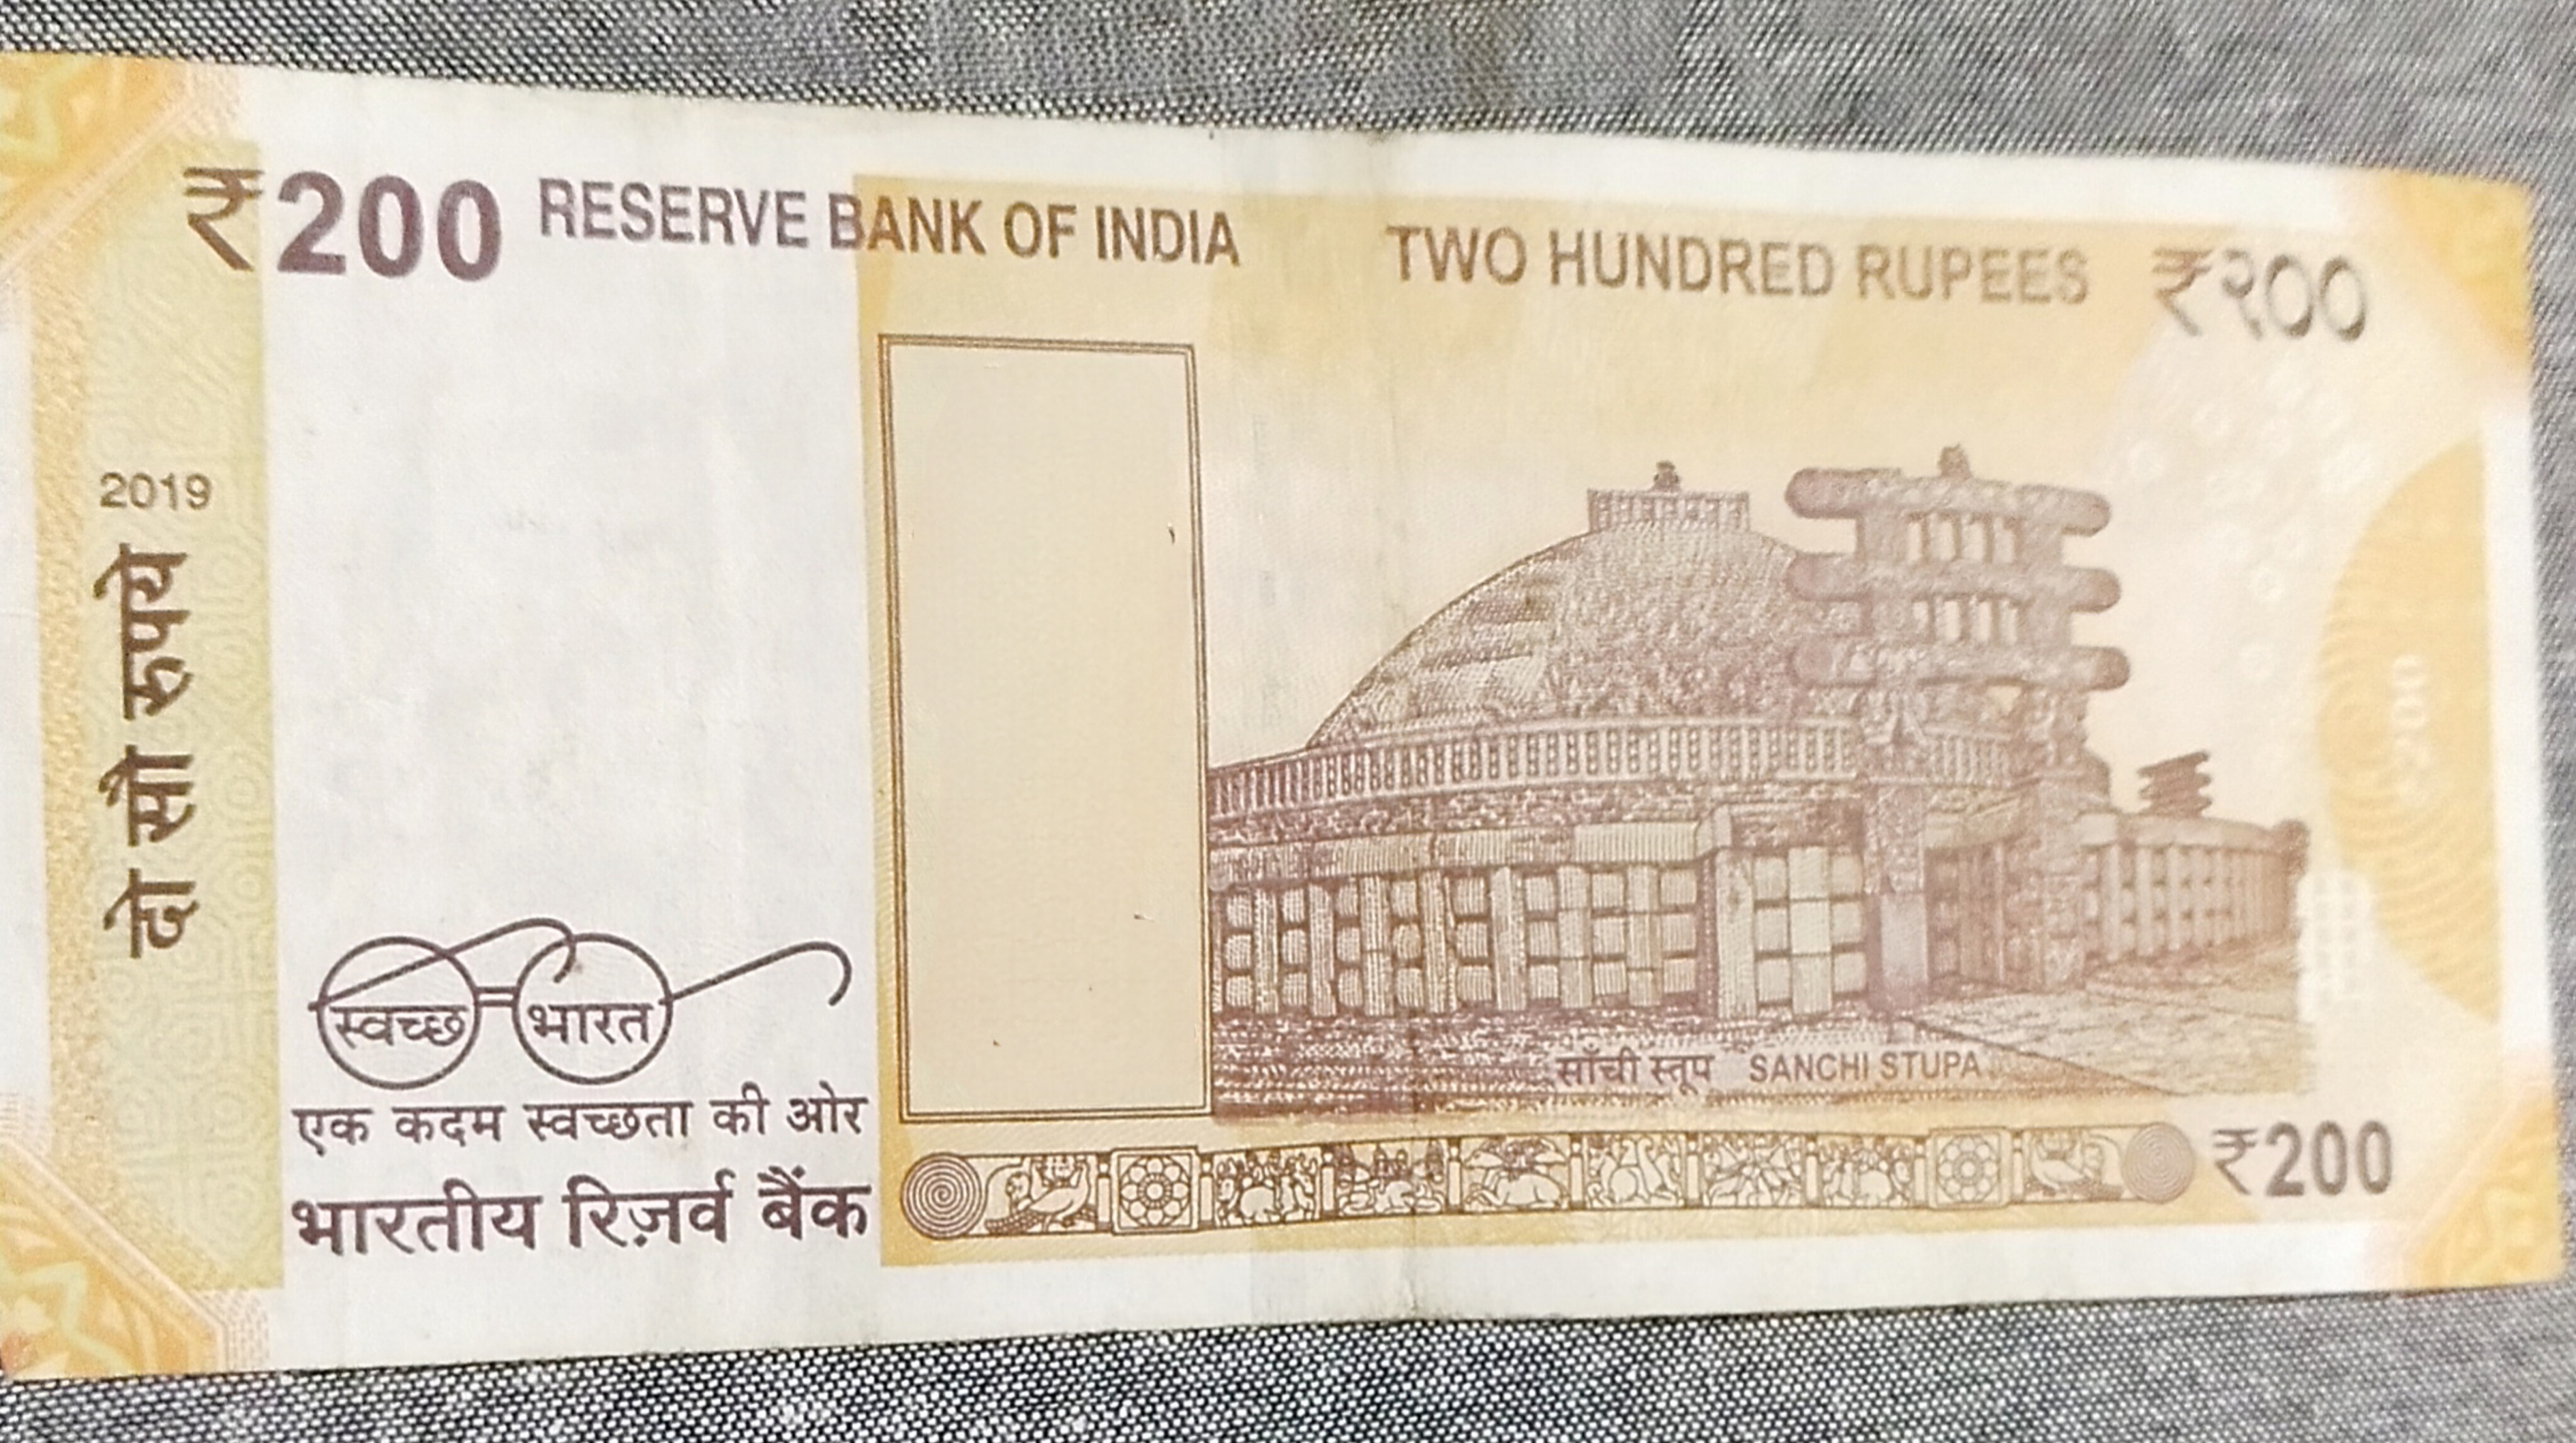 ₹200 RESERVE BANK OF INDIA TWO HUNDRED RUPEES ₹२००
2019
दो सौ रुपये
स्वच्छ भारत
एक कदम स्वच्छता की ओर
भारतीय रिज़र्व बैंक
साँची स्तूप SANCHI STUPA
₹200
200